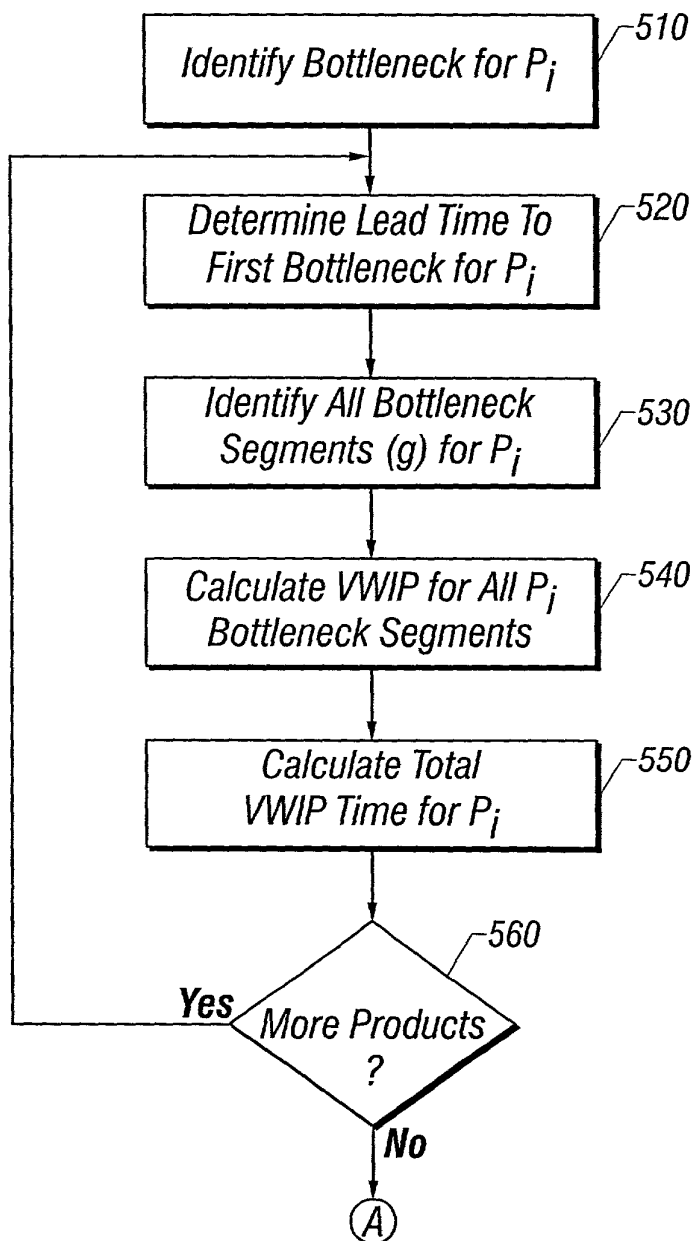 Identify Bottleneck for Pi
510
Determine Lead Time To
First Bottleneck for Pi
520
Identify All Bottleneck
Segments (g) for Pi
530
Calculate VWIP for All Pi
Bottleneck Segments
540
Calculate Total
VWIP Time for Pi
550
560
Yes
More Products
?
No
A